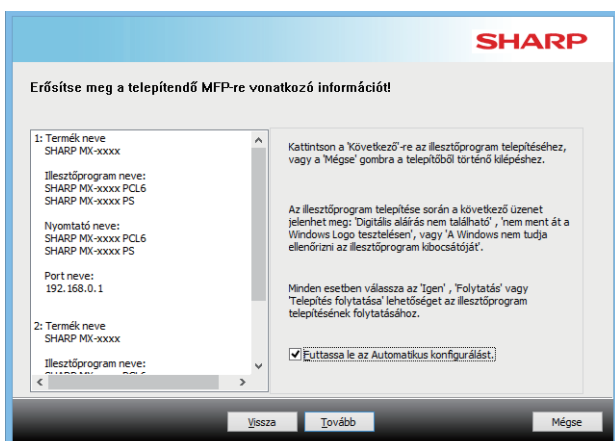 SHARP
Erősítse meg a telepítendő MFP-re vonatkozó információt!
1: Termék neve
SHARP MX-xxxx
Illesztőprogram neve:
SHARP MX-xxxx PCL6
SHARP MX-xxxx PS
Nyomtató neve:
SHARP MX-xxxx PCL6
SHARP MX-xxxx PS
Port neve:
192.168.0.1
2: Termék neve
SHARP MX-xxxx
Illesztőprogram neve:
Kattintson a 'Következő'-re az illesztőprogram telepítéséhez,
vagy a 'Mégse' gombra a telepítőből történő kilépéshez.
Az illesztőprogram telepítése során a következő üzenet
jelenhet meg: 'Digitális aláírás nem található' , 'nem ment át a
Windows Logo tesztelésen', vagy 'A Windows nem tudja
ellenőrizni az illesztőprogram kibocsátóját'.
Minden esetben válassza az 'Igen' , 'Folytatás' vagy
'Telepítés folytatása' lehetőséget az illesztőprogram
telepítésének folytatásához.
Futtassa le az Automatikus konfigurálást.
Vissza
Tovább
Mégse